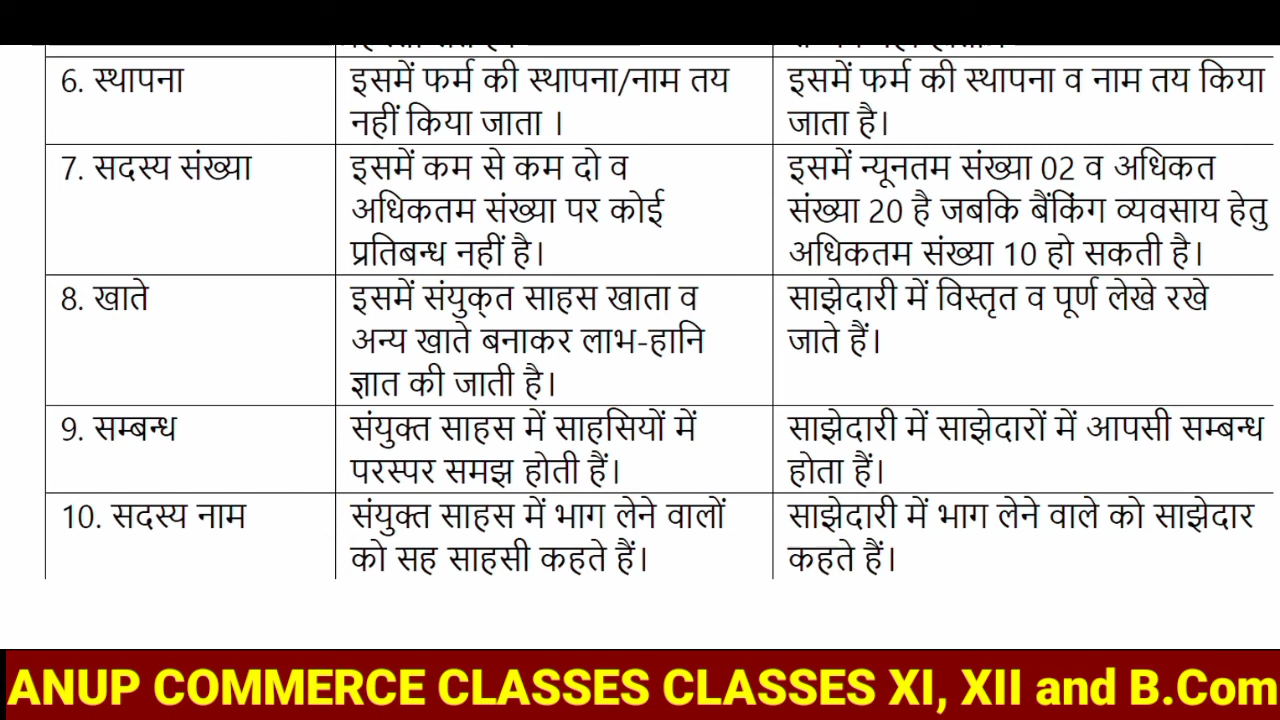 6. स्थापना
इसमें फर्म की स्थापना/नाम तय
नहीं किया जाता ।
इसमें फर्म की स्थापना व नाम तय किया
जाता है।
7. सदस्य संख्या
इसमें कम से कम दो व
अधिकतम संख्या पर कोई
प्रतिबन्ध नहीं है।
इसमें न्यूनतम संख्या 02 व अधिकत
संख्या 20 है जबकि बैंकिंग व्यवसाय हेतु
अधिकतम संख्या 10 हो सकती है।
8. खाते
इसमें संयुक्त साहस खाता व
अन्य खाते बनाकर लाभ-हानि
ज्ञात की जाती है।
साझेदारी में विस्तृत व पूर्ण लेखे रखे
जाते हैं।
9. सम्बन्ध
संयुक्त साहस में साहसियों में
परस्पर समझ होती हैं।
साझेदारी में साझेदारों में आपसी सम्बन्ध
होता हैं।
10. सदस्य नाम
संयुक्त साहस में भाग लेने वालों
को सह साहसी कहते हैं।
साझेदारी में भाग लेने वाले को साझेदार
कहते हैं।
ANUP COMMERCE CLASSES CLASSES XI, XII and B.Com